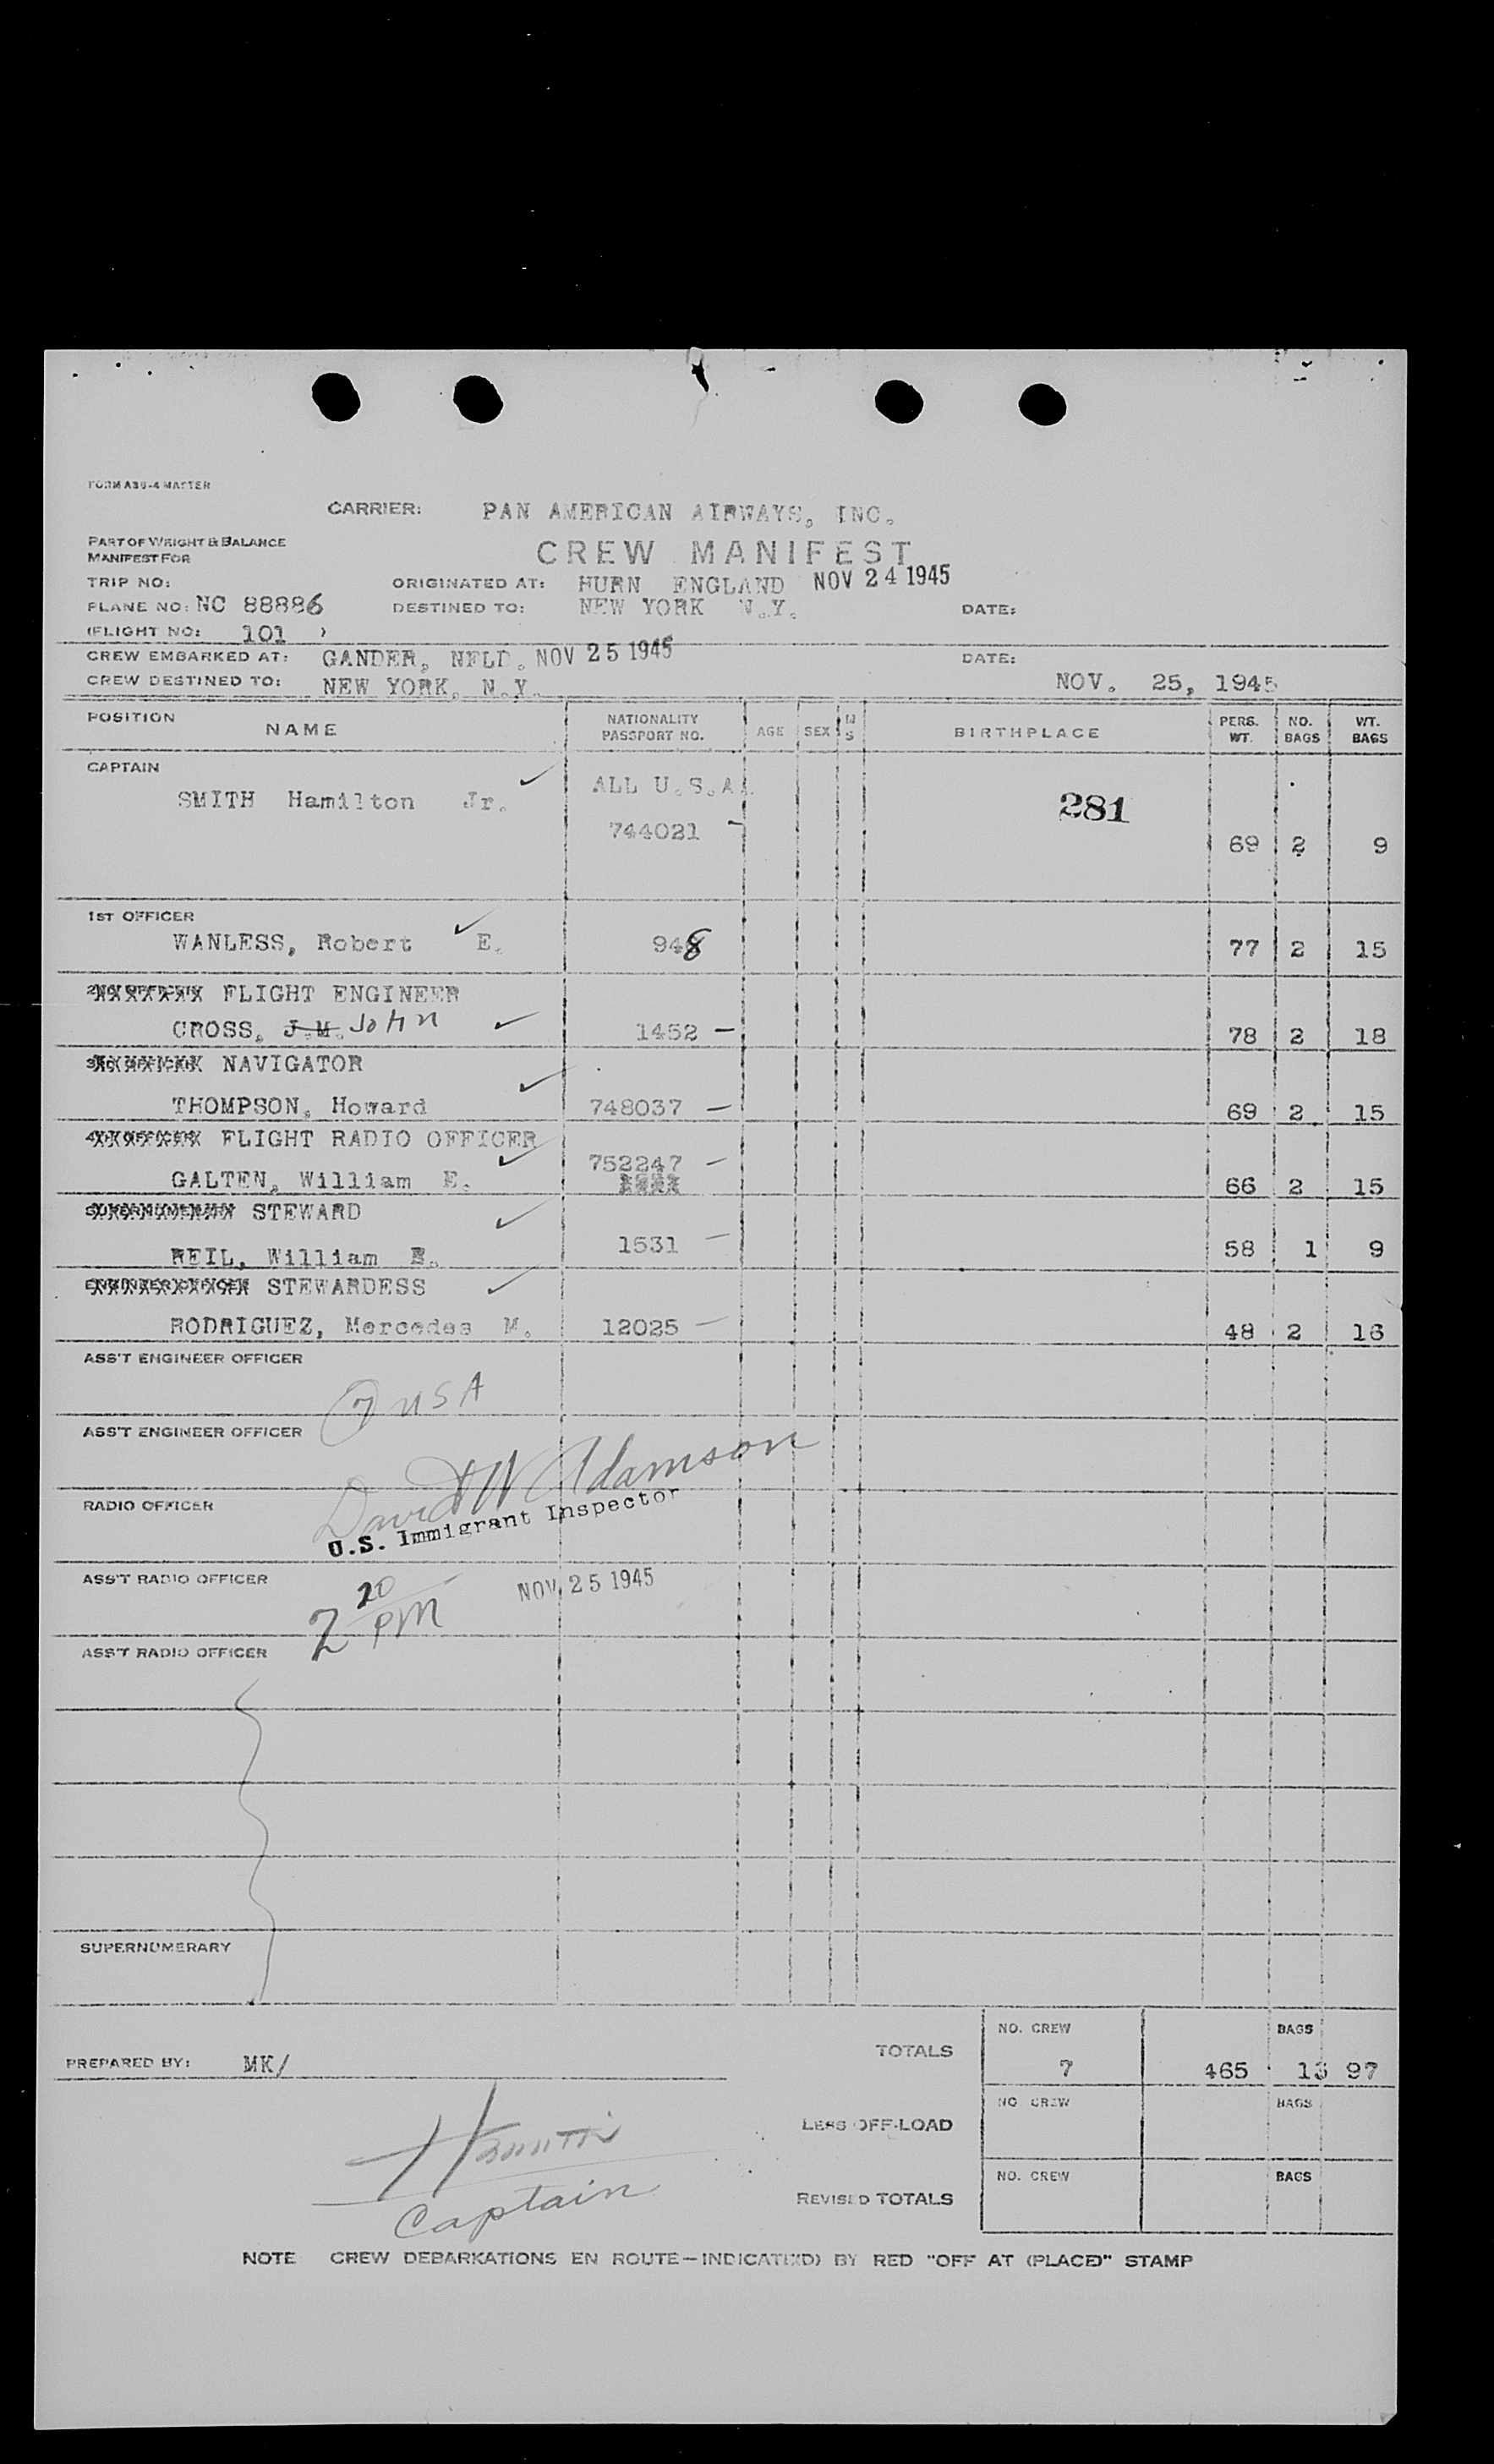 FORM A36-4 MASTER
CARRIER: PAN AMERICAN AIRWAYS, INC.
PART OF WEIGHT & BALANCE
MANIFEST FOR
CREW MANIFEST
TRIP NO: ORIGINATED AT: HURN ENGLAND NOV 24 1945
PLANE NO: NC 88886 DESTINED TO: NEW YORK N.Y. DATE:
(FLIGHT NO: 101 )
CREW EMBARKED AT: GANDER, NFLD. NOV 25 1945 DATE:
CREW DESTINED TO: NEW YORK, N.Y. NOV. 25, 1945
POSITION NAME NATIONALITY PASSPORT NO. AGE SEX M S BIRTHPLACE PERS. WT. NO. BAGS WT. BAGS
CAPTAIN
SMITH Hamilton Jr. ALL U.S.A. 281
744021 69 2 9
1ST OFFICER
WANLESS, Robert E. 948 77 2 15
FLIGHT ENGINEER
CROSS, J.M. John 1452 78 2 18
NAVIGATOR
THOMPSON, Howard 748037 69 2 15
FLIGHT RADIO OFFICER
GALTEN, William E. 752247 66 2 15
STEWARD
REIL, William E. 1531 58 1 9
STEWARDESS
RODRIGUEZ, Mercedes M. 12025 48 2 16
ASS'T ENGINEER OFFICER
7 USA
ASS'T ENGINEER OFFICER
David W Adamson
RADIO OFFICER
U.S. Immigrant Inspector
ASS'T RADIO OFFICER
2 20 PM NOV 25 1945
ASS'T RADIO OFFICER
SUPERNUMERARY
NO. CREW BAGS
PREPARED BY: MK/ TOTALS 7 465 13 97
NO CREW BAGS
LESS OFF-LOAD
NO. CREW BAGS
REVISED TOTALS
Captain
NOTE CREW DEBARKATIONS EN ROUTE—INDICAT(ED) BY RED "OFF AT (PLACE)" STAMP